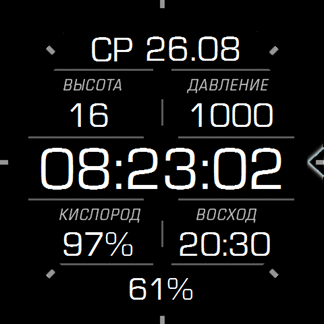 СР 26.08
ВЫСОТА ДАВЛЕНИЕ
16 1000
08:23:02
КИСЛОРОД ВОСХОД
97% 20:30
61%